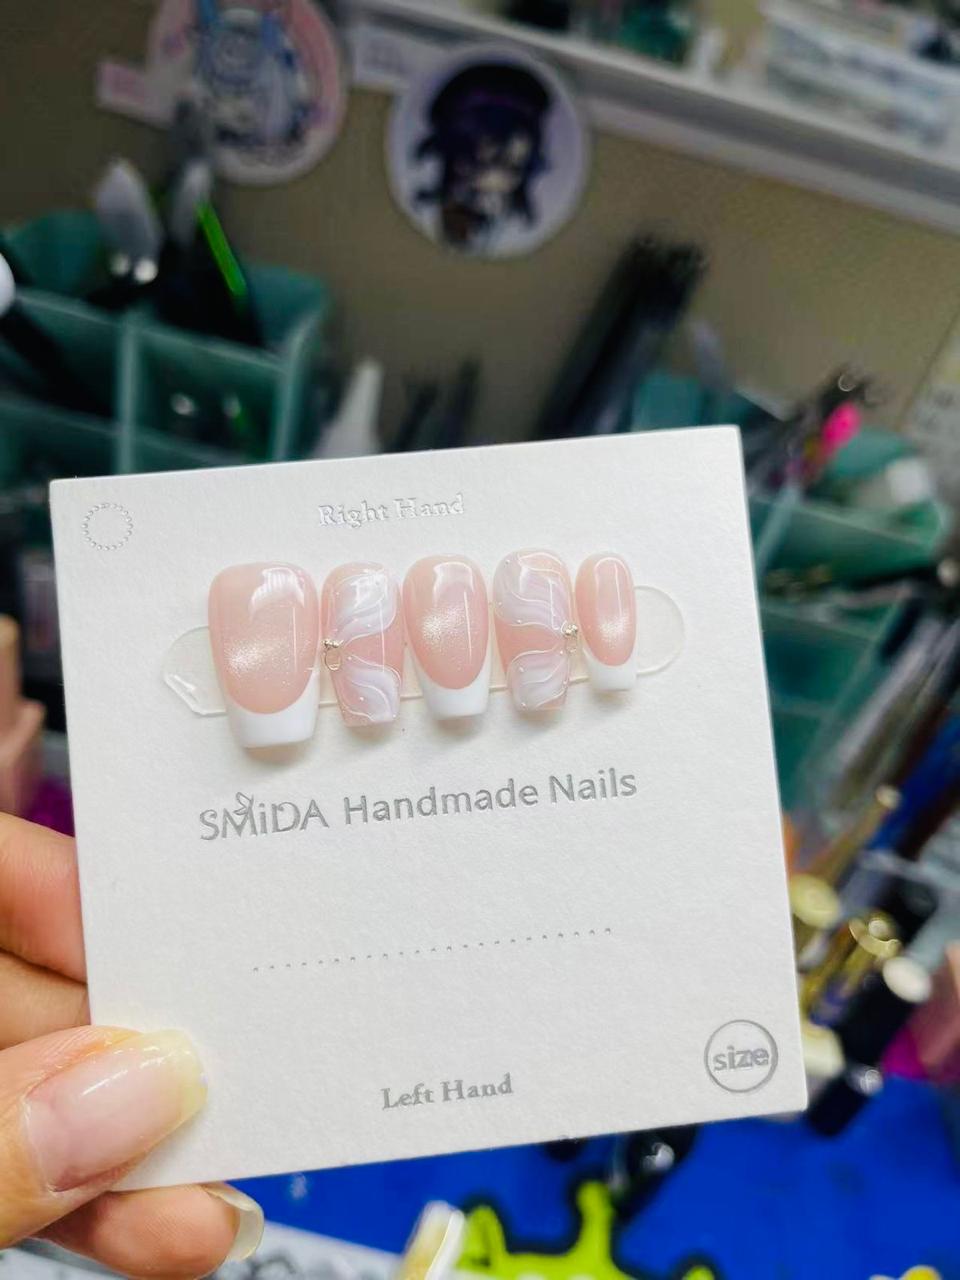 Right Hand
SMiDA Handmade Nails
Left Hand
size